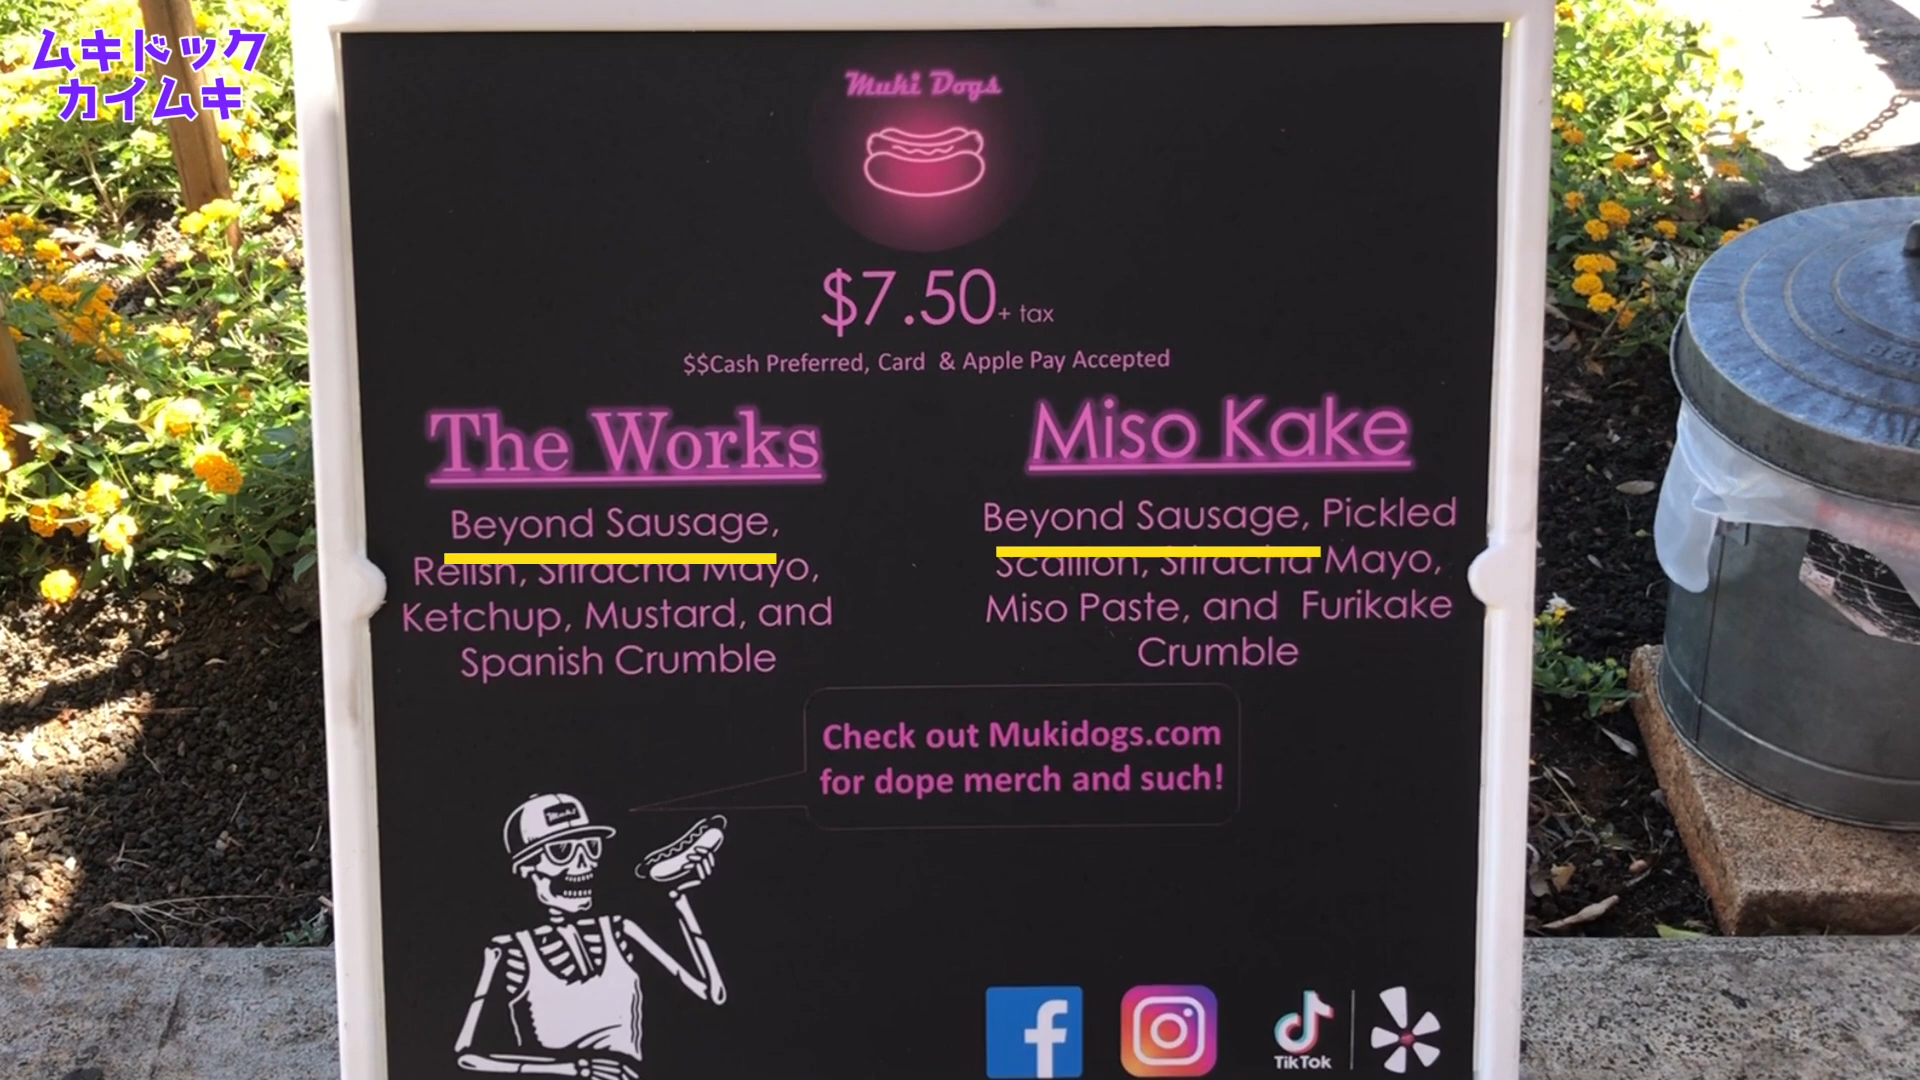 ムキドック
カイムキ
Muki Dogs
$7.50+ tax
$$Cash Preferred, Card & Apple Pay Accepted
The Works
Beyond Sausage,
Relish, Sriracha Mayo,
Ketchup, Mustard, and
Spanish Crumble
Miso Kake
Beyond Sausage, Pickled
Scallion, Sriracha Mayo,
Miso Paste, and Furikake
Crumble
Check out Mukidogs.com
for dope merch and such!
Muki
TikTok